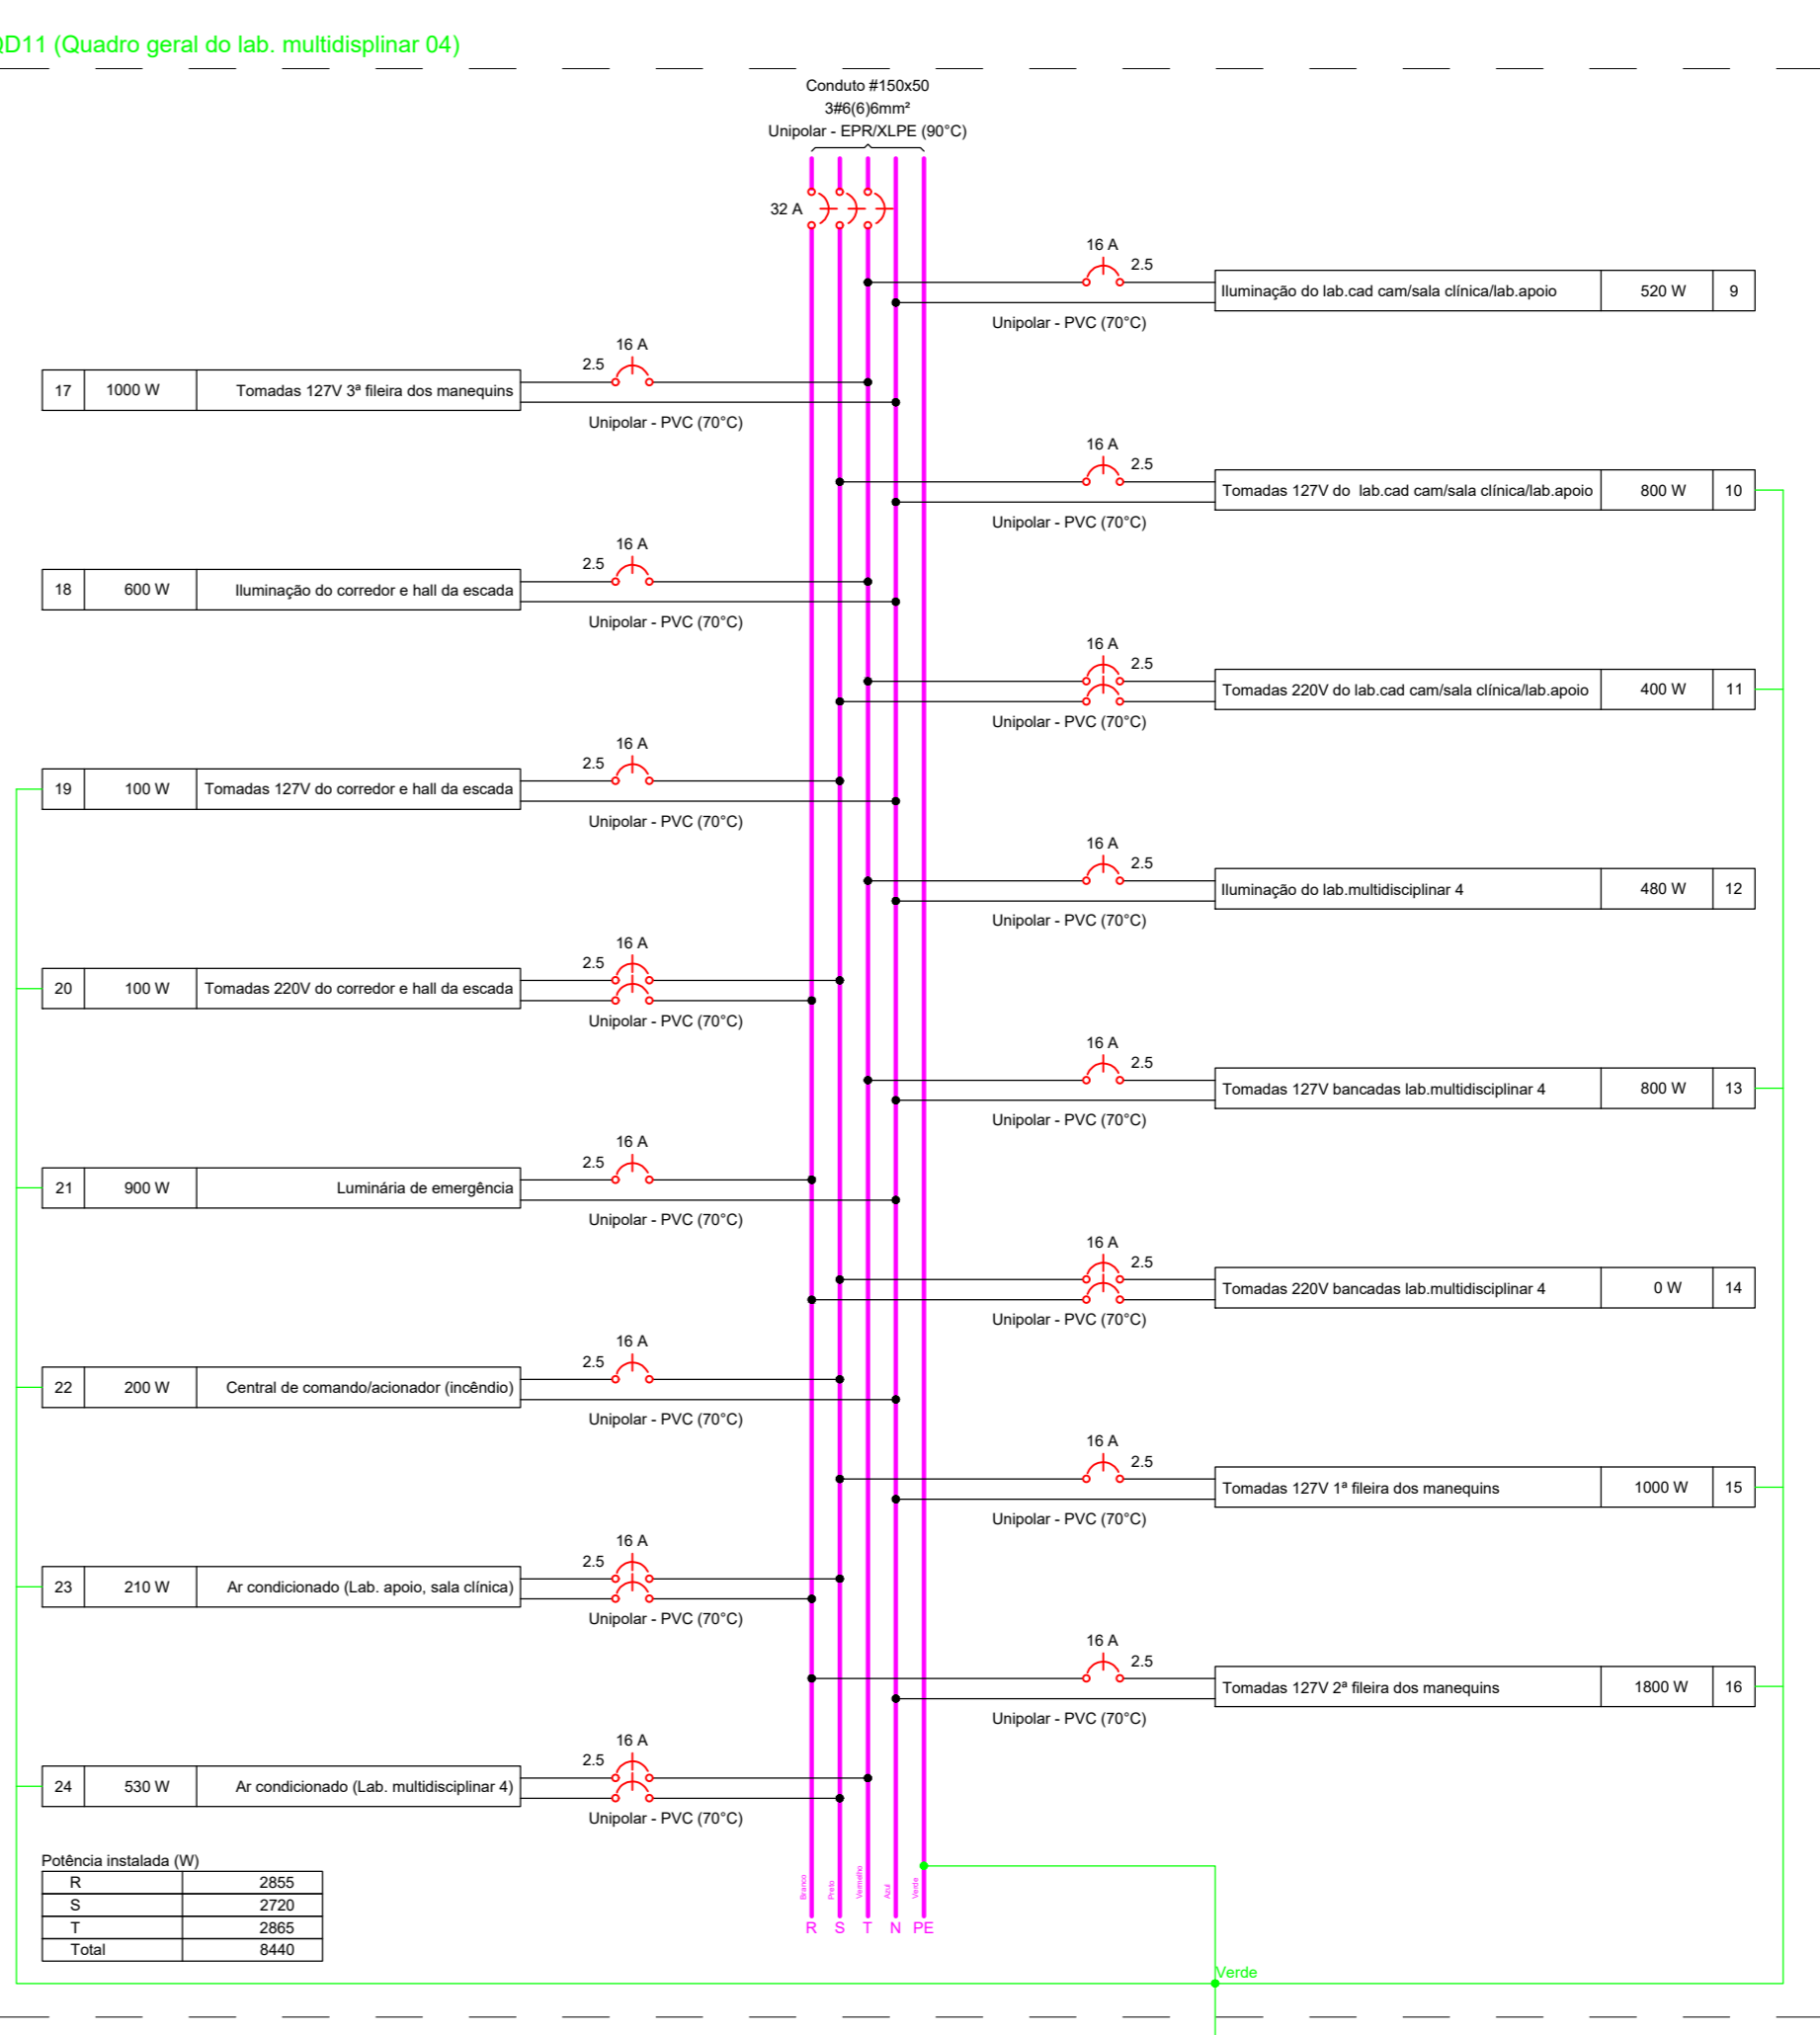 QD11 (Quadro geral do lab. multidisplinar 04)
Conduto #150x50
3#6(6)6mm²
Unipolar - EPR/XLPE (90°C)
32 A
16 A
2.5
Iluminação do lab.cad cam/sala clínica/lab.apoio 520 W 9
Unipolar - PVC (70°C)
16 A
2.5
17 1000 W Tomadas 127V 3ª fileira dos manequins
Unipolar - PVC (70°C)
16 A
2.5
Tomadas 127V do lab.cad cam/sala clínica/lab.apoio 800 W 10
Unipolar - PVC (70°C)
16 A
2.5
18 600 W Iluminação do corredor e hall da escada
Unipolar - PVC (70°C)
16 A
2.5
Tomadas 220V do lab.cad cam/sala clínica/lab.apoio 400 W 11
Unipolar - PVC (70°C)
16 A
2.5
19 100 W Tomadas 127V do corredor e hall da escada
Unipolar - PVC (70°C)
16 A
2.5
Iluminação do lab.multidisciplinar 4 480 W 12
Unipolar - PVC (70°C)
16 A
2.5
20 100 W Tomadas 220V do corredor e hall da escada
Unipolar - PVC (70°C)
16 A
2.5
Tomadas 127V bancadas lab.multidisciplinar 4 800 W 13
Unipolar - PVC (70°C)
16 A
2.5
21 900 W Luminária de emergência
Unipolar - PVC (70°C)
16 A
2.5
Tomadas 220V bancadas lab.multidisciplinar 4 0 W 14
Unipolar - PVC (70°C)
16 A
2.5
22 200 W Central de comando/acionador (incêndio)
Unipolar - PVC (70°C)
16 A
2.5
Tomadas 127V 1ª fileira dos manequins 1000 W 15
Unipolar - PVC (70°C)
16 A
2.5
23 210 W Ar condicionado (Lab. apoio, sala clínica)
Unipolar - PVC (70°C)
16 A
2.5
Tomadas 127V 2ª fileira dos manequins 1800 W 16
Unipolar - PVC (70°C)
16 A
2.5
24 530 W Ar condicionado (Lab. multidisciplinar 4)
Unipolar - PVC (70°C)
Potência instalada (W)
R 2855
S 2720
T 2865
Total 8440
Branco Preto Vermelho Azul Verde
R S T N PE
Verde